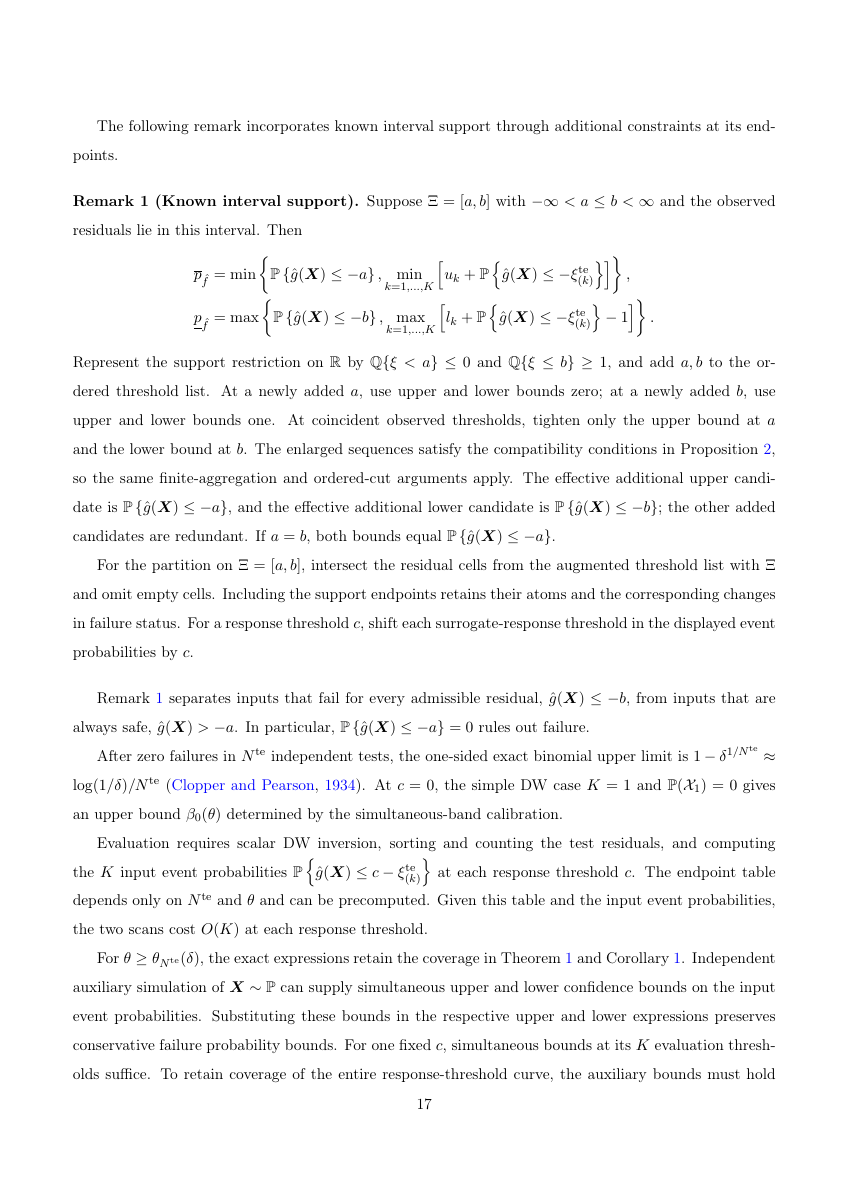 The following remark incorporates known interval support through additional constraints at its end-
points.
Remark 1 (Known interval support). Suppose Ξ = [a, b] with −∞ < a ≤ b < ∞ and the observed
residuals lie in this interval. Then
p̅_f̂ = min { ℙ {ĝ(X) ≤ −a} , min_{k=1,...,K} [ u_k + ℙ { ĝ(X) ≤ −ξ^te_(k) } ] } ,
p̲_f̂ = max { ℙ {ĝ(X) ≤ −b} , max_{k=1,...,K} [ l_k + ℙ { ĝ(X) ≤ −ξ^te_(k) } − 1 ] } .
Represent the support restriction on ℝ by ℚ{ξ < a} ≤ 0 and ℚ{ξ ≤ b} ≥ 1, and add a, b to the or-
dered threshold list. At a newly added a, use upper and lower bounds zero; at a newly added b, use
upper and lower bounds one. At coincident observed thresholds, tighten only the upper bound at a
and the lower bound at b. The enlarged sequences satisfy the compatibility conditions in Proposition 2,
so the same finite-aggregation and ordered-cut arguments apply. The effective additional upper candi-
date is ℙ {ĝ(X) ≤ −a}, and the effective additional lower candidate is ℙ {ĝ(X) ≤ −b}; the other added
candidates are redundant. If a = b, both bounds equal ℙ {ĝ(X) ≤ −a}.
For the partition on Ξ = [a, b], intersect the residual cells from the augmented threshold list with Ξ
and omit empty cells. Including the support endpoints retains their atoms and the corresponding changes
in failure status. For a response threshold c, shift each surrogate-response threshold in the displayed event
probabilities by c.
Remark 1 separates inputs that fail for every admissible residual, ĝ(X) ≤ −b, from inputs that are
always safe, ĝ(X) > −a. In particular, ℙ {ĝ(X) ≤ −a} = 0 rules out failure.
After zero failures in N^te independent tests, the one-sided exact binomial upper limit is 1 − δ^{1/N^te} ≈
log(1/δ)/N^te (Clopper and Pearson, 1934). At c = 0, the simple DW case K = 1 and ℙ(𝒳_1) = 0 gives
an upper bound β_0(θ) determined by the simultaneous-band calibration.
Evaluation requires scalar DW inversion, sorting and counting the test residuals, and computing
the K input event probabilities ℙ { ĝ(X) ≤ c − ξ^te_(k) } at each response threshold c. The endpoint table
depends only on N^te and θ and can be precomputed. Given this table and the input event probabilities,
the two scans cost O(K) at each response threshold.
For θ ≥ θ_{N^te}(δ), the exact expressions retain the coverage in Theorem 1 and Corollary 1. Independent
auxiliary simulation of X ∼ ℙ can supply simultaneous upper and lower confidence bounds on the input
event probabilities. Substituting these bounds in the respective upper and lower expressions preserves
conservative failure probability bounds. For one fixed c, simultaneous bounds at its K evaluation thresh-
olds suffice. To retain coverage of the entire response-threshold curve, the auxiliary bounds must hold
17